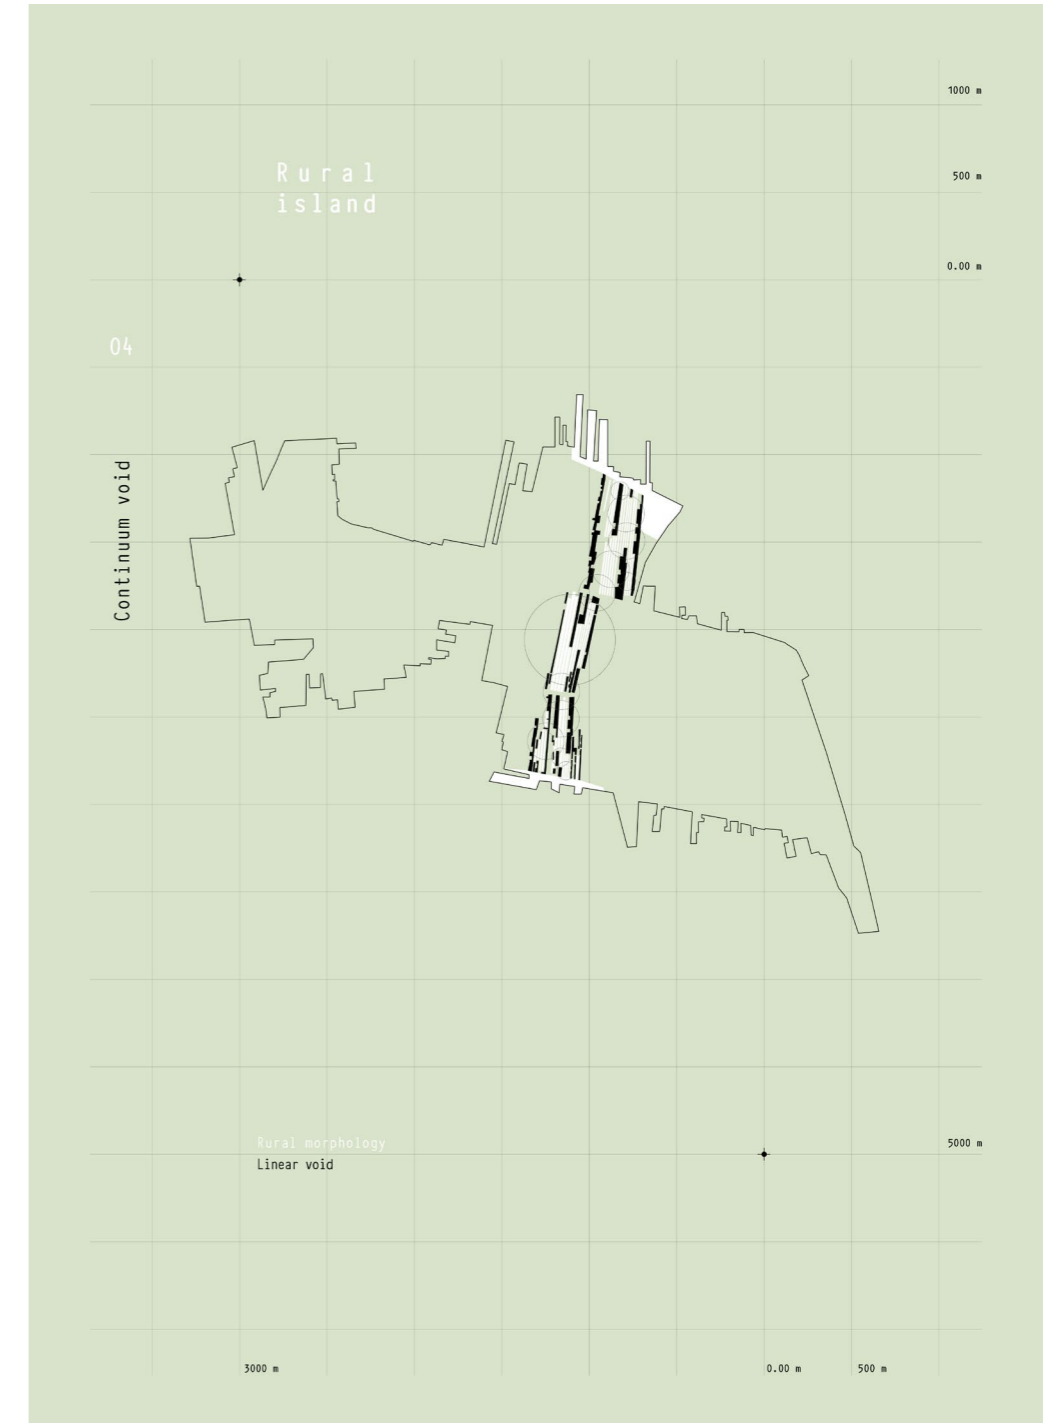 1000 m
Rural
500 m
island
0.00 m
04
Continuum void
Rural morphology
5000 m
Linear void
3000 m
0.00 m
500 m